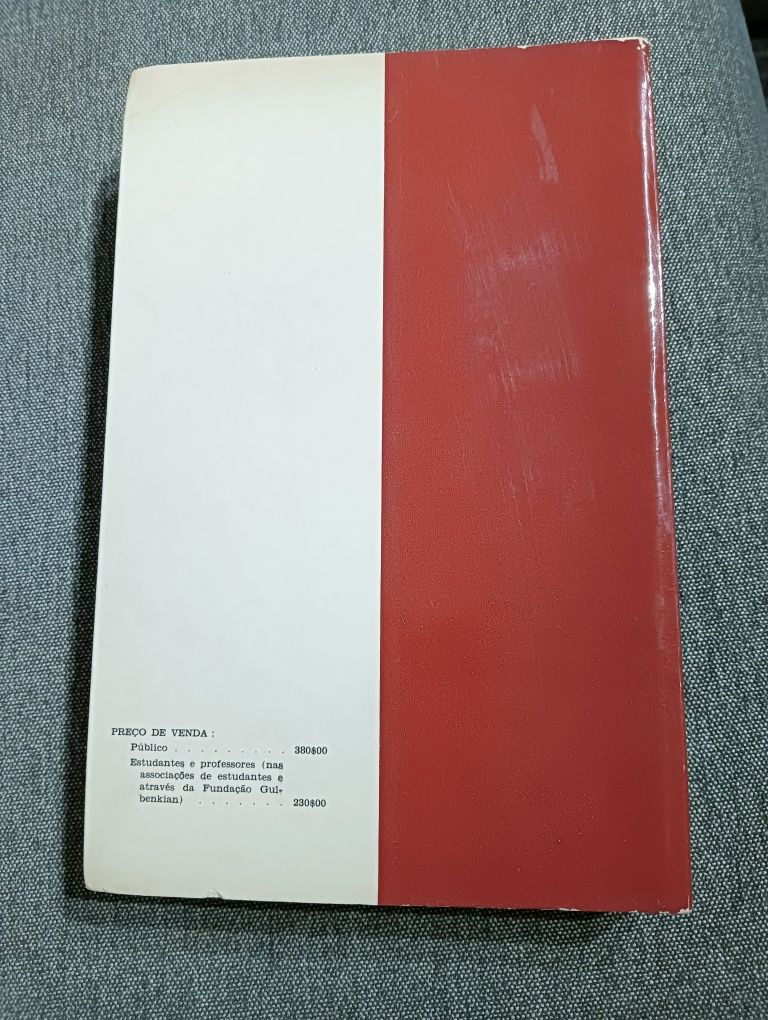 PREÇO DE VENDA :
Público . . . . . . . . . 380$00
Estudantes e professores (nas
associações de estudantes e
através da Fundação Gul-
benkian) . . . . . . . 230$00